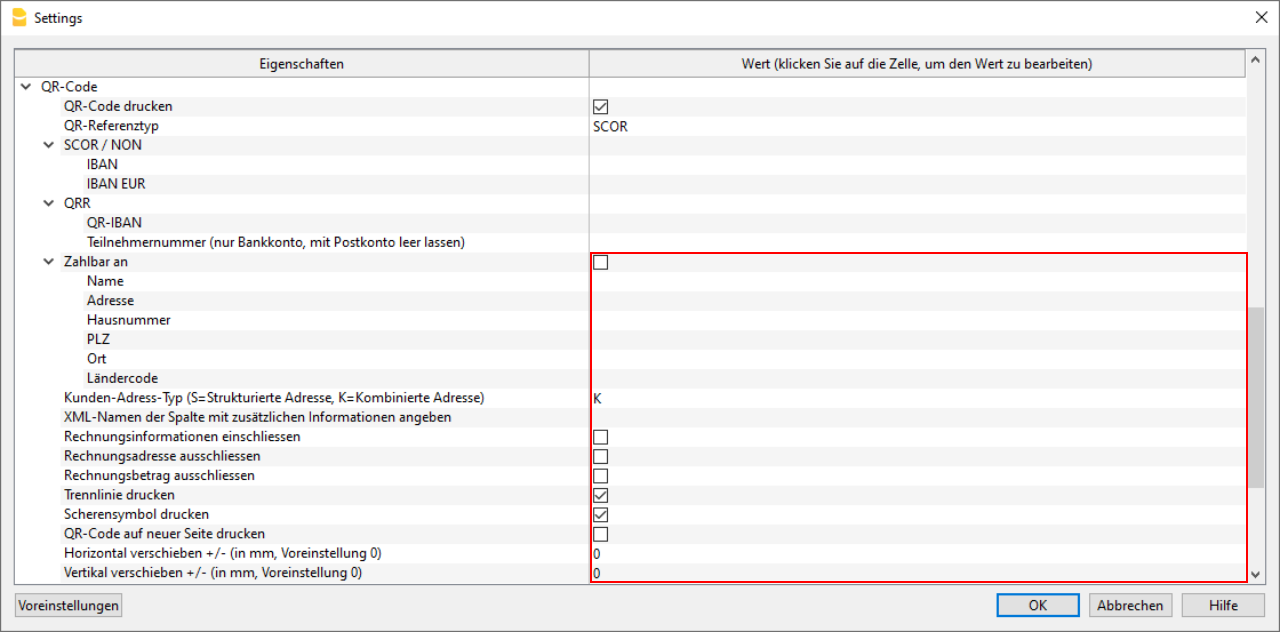 Settings
Eigenschaften
Wert (klicken Sie auf die Zelle, um den Wert zu bearbeiten)
QR-Code
QR-Code drucken
QR-Referenztyp SCOR
SCOR / NON
IBAN
IBAN EUR
QRR
QR-IBAN
Teilnehmernummer (nur Bankkonto, mit Postkonto leer lassen)
Zahlbar an
Name
Adresse
Hausnummer
PLZ
Ort
Ländercode
Kunden-Adress-Typ (S=Strukturierte Adresse, K=Kombinierte Adresse) K
XML-Namen der Spalte mit zusätzlichen Informationen angeben
Rechnungsinformationen einschliessen
Rechnungsadresse ausschliessen
Rechnungsbetrag ausschliessen
Trennlinie drucken
Scherensymbol drucken
QR-Code auf neuer Seite drucken
Horizontal verschieben +/- (in mm, Voreinstellung 0) 0
Vertikal verschieben +/- (in mm, Voreinstellung 0) 0
Voreinstellungen OK Abbrechen Hilfe